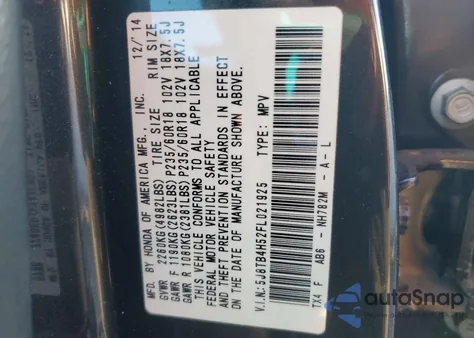 MFD. BY HONDA OF AMERICA MFG., INC. 12/14
TIRE SIZE RIM SIZE
GVWR 2260KG(4982LBS)
GAWR F 1190KG(2623LBS) P235/60R18 102V 18X7.5J
GAWR R 1080KG(2381LBS) P235/60R18 102V 18X7.5J
THIS VEHICLE CONFORMS TO ALL APPLICABLE
FEDERAL MOTOR VEHICLE SAFETY
AND THEFT PREVENTION STANDARDS IN EFFECT
ON THE DATE OF MANUFACTURE SHOWN ABOVE.
V.I.N.: 5J8TB4H52FL021925 TYPE: MPV
TX4 F AB6 - NH782M - A - L
autoSnap